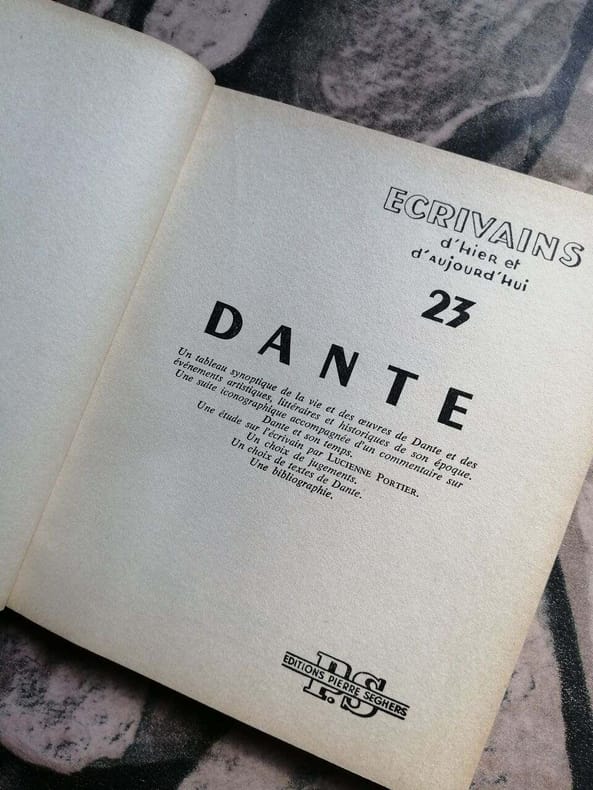 ECRIVAINS
d'HiER et
d'AUJOURD'HUi
23
DANTE
Un tableau synoptique de la vie et des œuvres de Dante et des
événements artistiques, littéraires et historiques de son époque.
Une suite iconographique accompagnée d'un commentaire sur
Dante et son temps.
Une étude sur l'écrivain par LUCIENNE PORTIER.
Un choix de jugements.
Un choix de textes de Dante.
Une bibliographie.
P.S
EDITIONS PIERRE SEGHERS